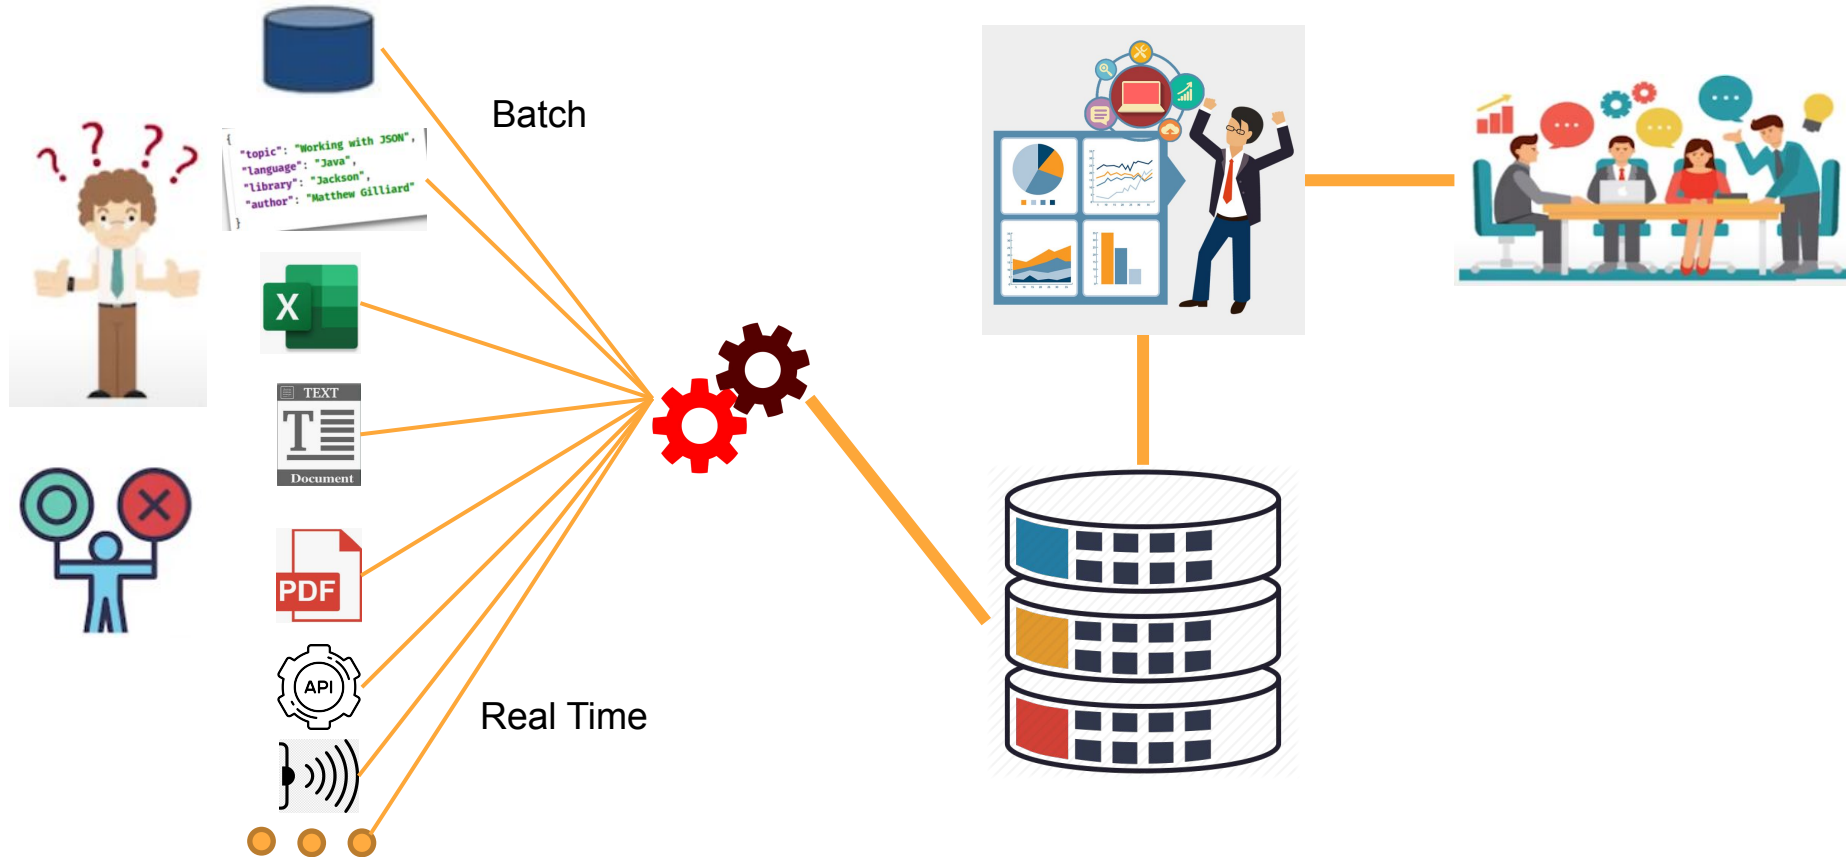 Batch
{
"topic": "Working with JSON",
"language": "Java",
"library": "Jackson",
"author": "Matthew Gilliard"
}
? ? ? ?
X
TEXT
T
Document
PDF
API
Real Time